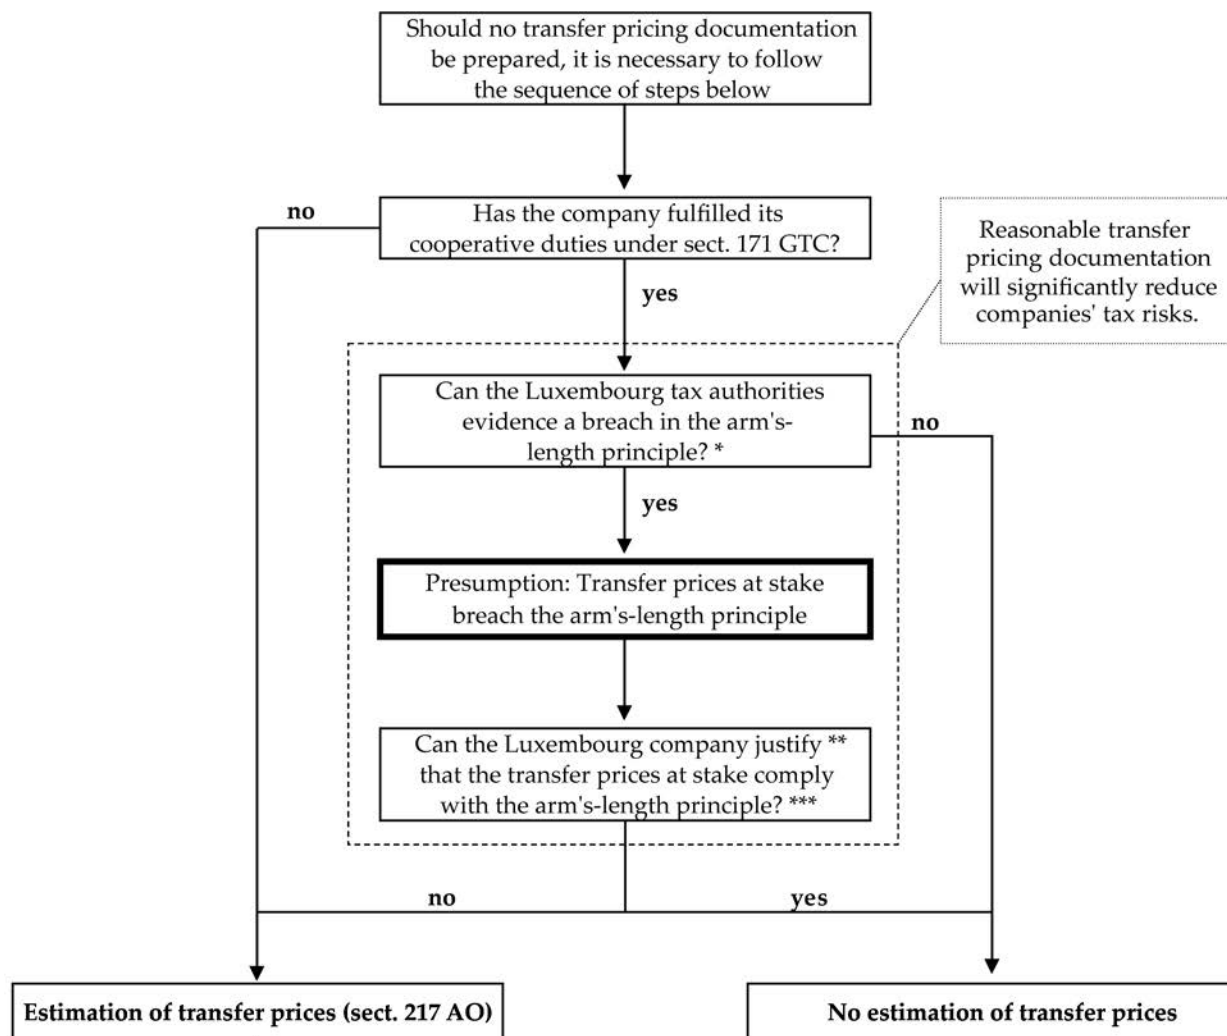 Should no transfer pricing documentation
be prepared, it is necessary to follow
the sequence of steps below
no
Has the company fulfilled its
cooperative duties under sect. 171 GTC?
Reasonable transfer
pricing documentation
will significantly reduce
companies' tax risks.
yes
Can the Luxembourg tax authorities
evidence a breach in the arm's-
length principle? *
no
yes
Presumption: Transfer prices at stake
breach the arm's-length principle
Can the Luxembourg company justify **
that the transfer prices at stake comply
with the arm's-length principle? ***
no
yes
Estimation of transfer prices (sect. 217 AO)
No estimation of transfer prices